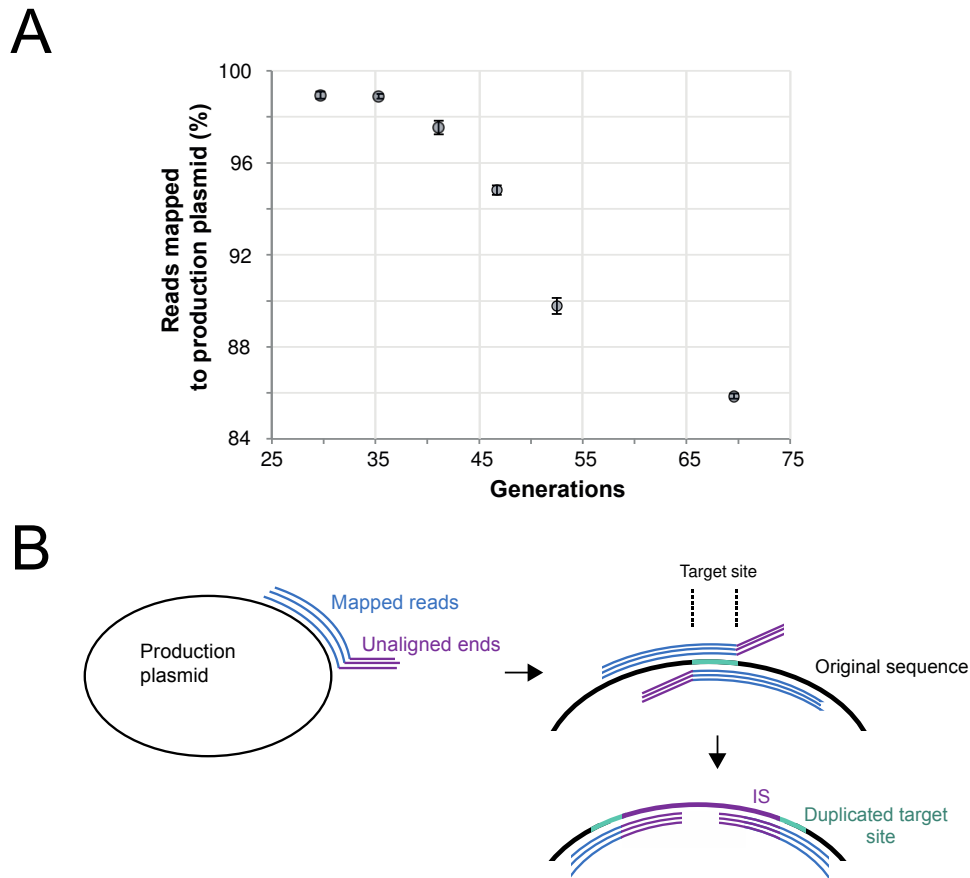 A
100
96
92
88
84
Reads mapped
to production plasmid (%)
25 35 45 55 65 75
Generations
B
Target site
Mapped reads
Unaligned ends
Production
plasmid
Original sequence
IS
Duplicated target
site